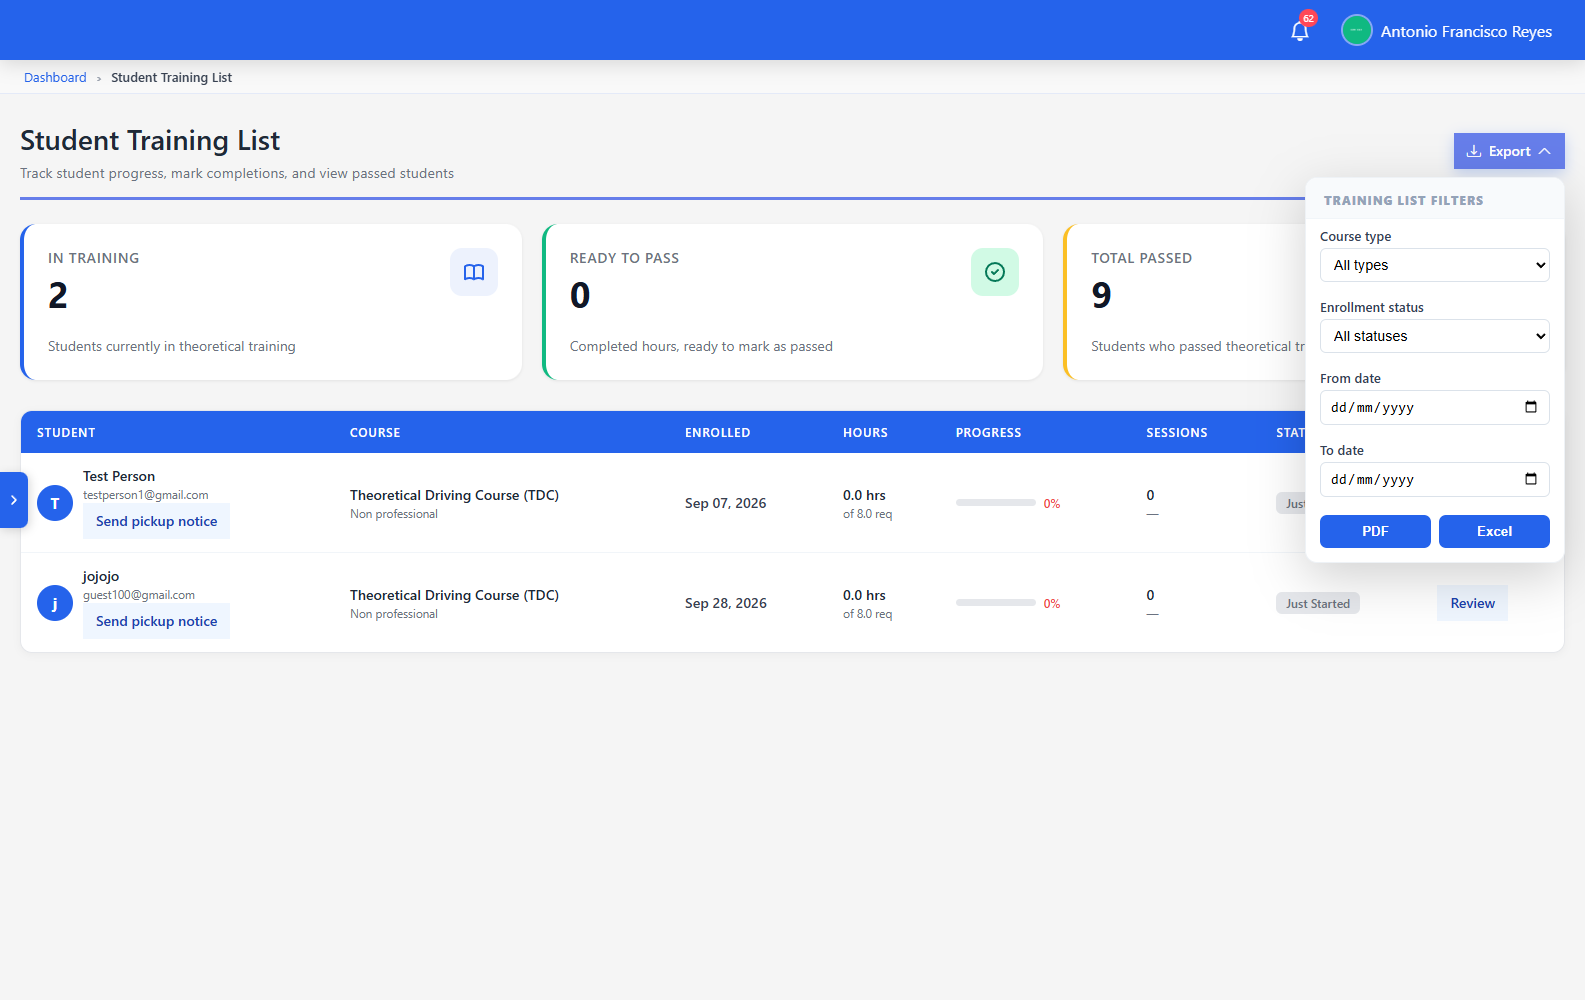 62
Antonio Francisco Reyes
Dashboard › Student Training List
Student Training List
Track student progress, mark completions, and view passed students
Export
TRAINING LIST FILTERS
Course type
All types
Enrollment status
All statuses
From date
dd/mm/yyyy
To date
dd/mm/yyyy
PDF Excel
IN TRAINING
2
Students currently in theoretical training
READY TO PASS
0
Completed hours, ready to mark as passed
TOTAL PASSED
9
Students who passed theoretical tr
STUDENT COURSE ENROLLED HOURS PROGRESS SESSIONS STAT
T
Test Person
testperson1@gmail.com
Send pickup notice
Theoretical Driving Course (TDC)
Non professional
Sep 07, 2026
0.0 hrs
of 8.0 req
0%
0
—
Jus
j
jojojo
guest100@gmail.com
Send pickup notice
Theoretical Driving Course (TDC)
Non professional
Sep 28, 2026
0.0 hrs
of 8.0 req
0%
0
—
Just Started
Review